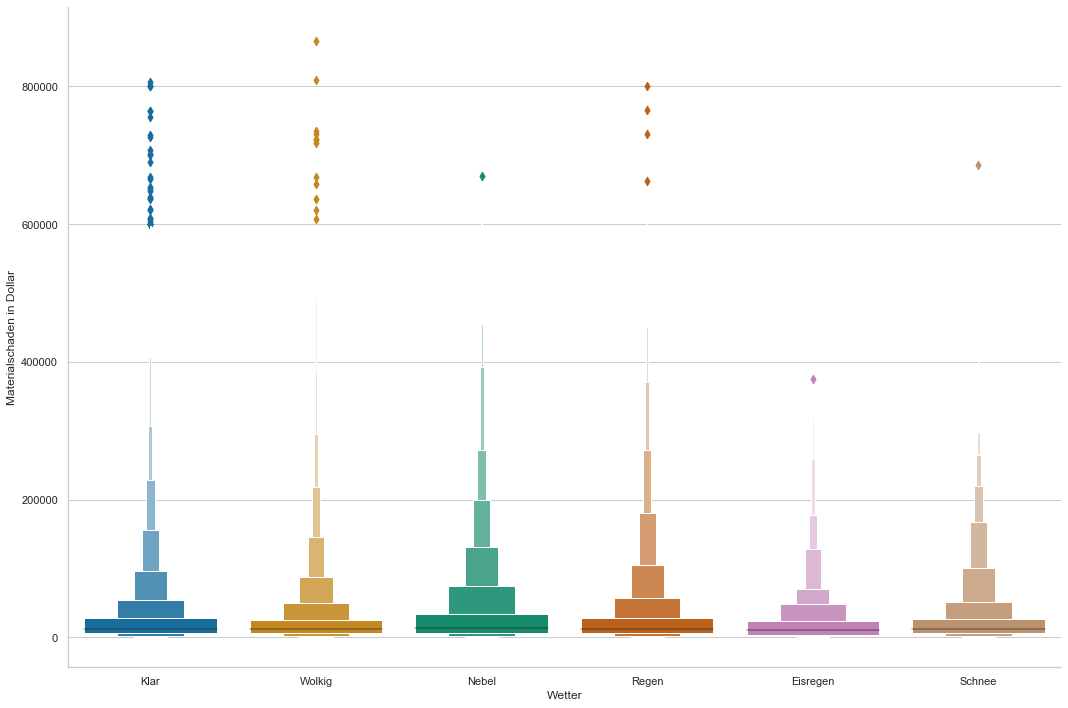 800000
600000
400000
200000
0
Materialschaden in Dollar
Klar Wolkig Nebel Regen Eisregen Schnee
Wetter